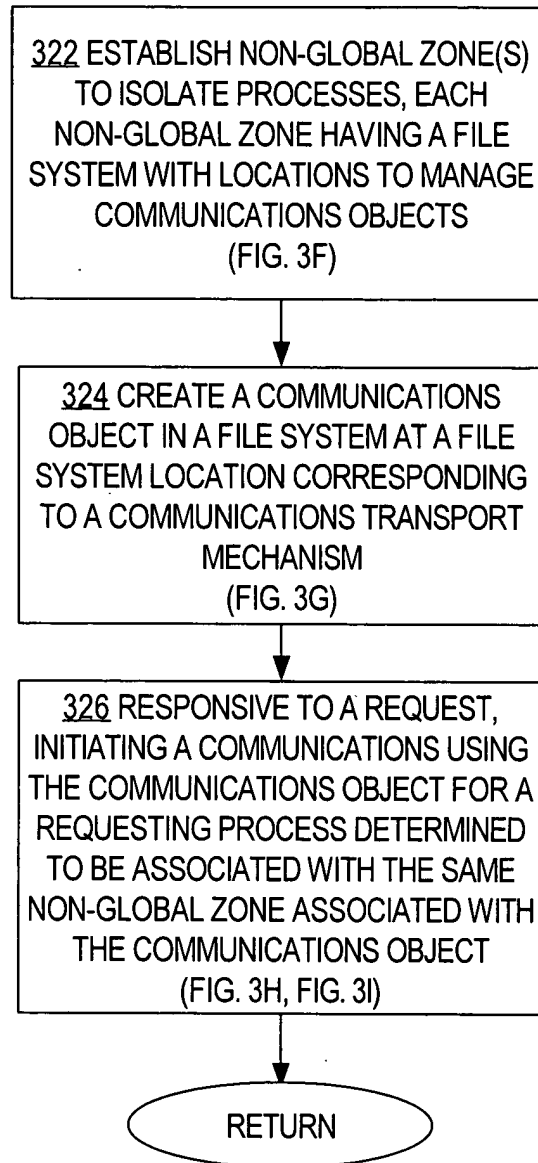 322 ESTABLISH NON-GLOBAL ZONE(S)
TO ISOLATE PROCESSES, EACH
NON-GLOBAL ZONE HAVING A FILE
SYSTEM WITH LOCATIONS TO MANAGE
COMMUNICATIONS OBJECTS
(FIG. 3F)
324 CREATE A COMMUNICATIONS
OBJECT IN A FILE SYSTEM AT A FILE
SYSTEM LOCATION CORRESPONDING
TO A COMMUNICATIONS TRANSPORT
MECHANISM
(FIG. 3G)
326 RESPONSIVE TO A REQUEST,
INITIATING A COMMUNICATIONS USING
THE COMMUNICATIONS OBJECT FOR A
REQUESTING PROCESS DETERMINED
TO BE ASSOCIATED WITH THE SAME
NON-GLOBAL ZONE ASSOCIATED WITH
THE COMMUNICATIONS OBJECT
(FIG. 3H, FIG. 3I)
RETURN